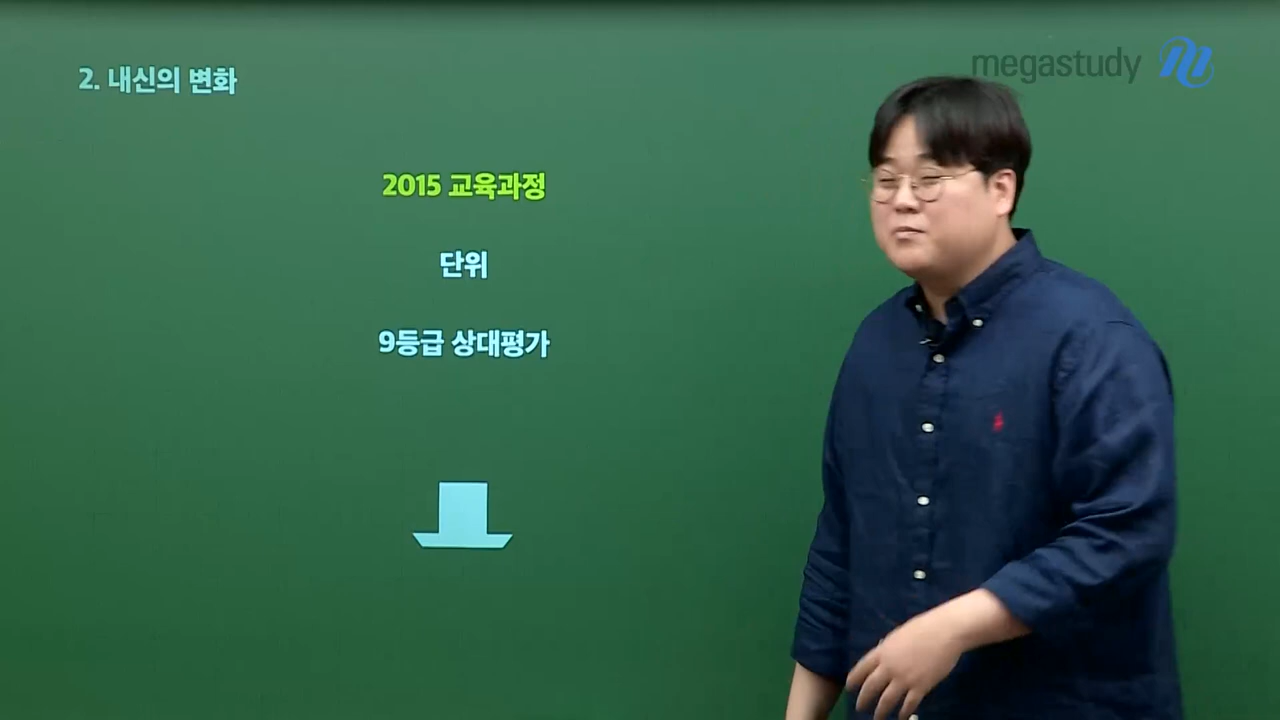 2. 내신의 변화
megastudy
2015 교육과정
단위
9등급 상대평가